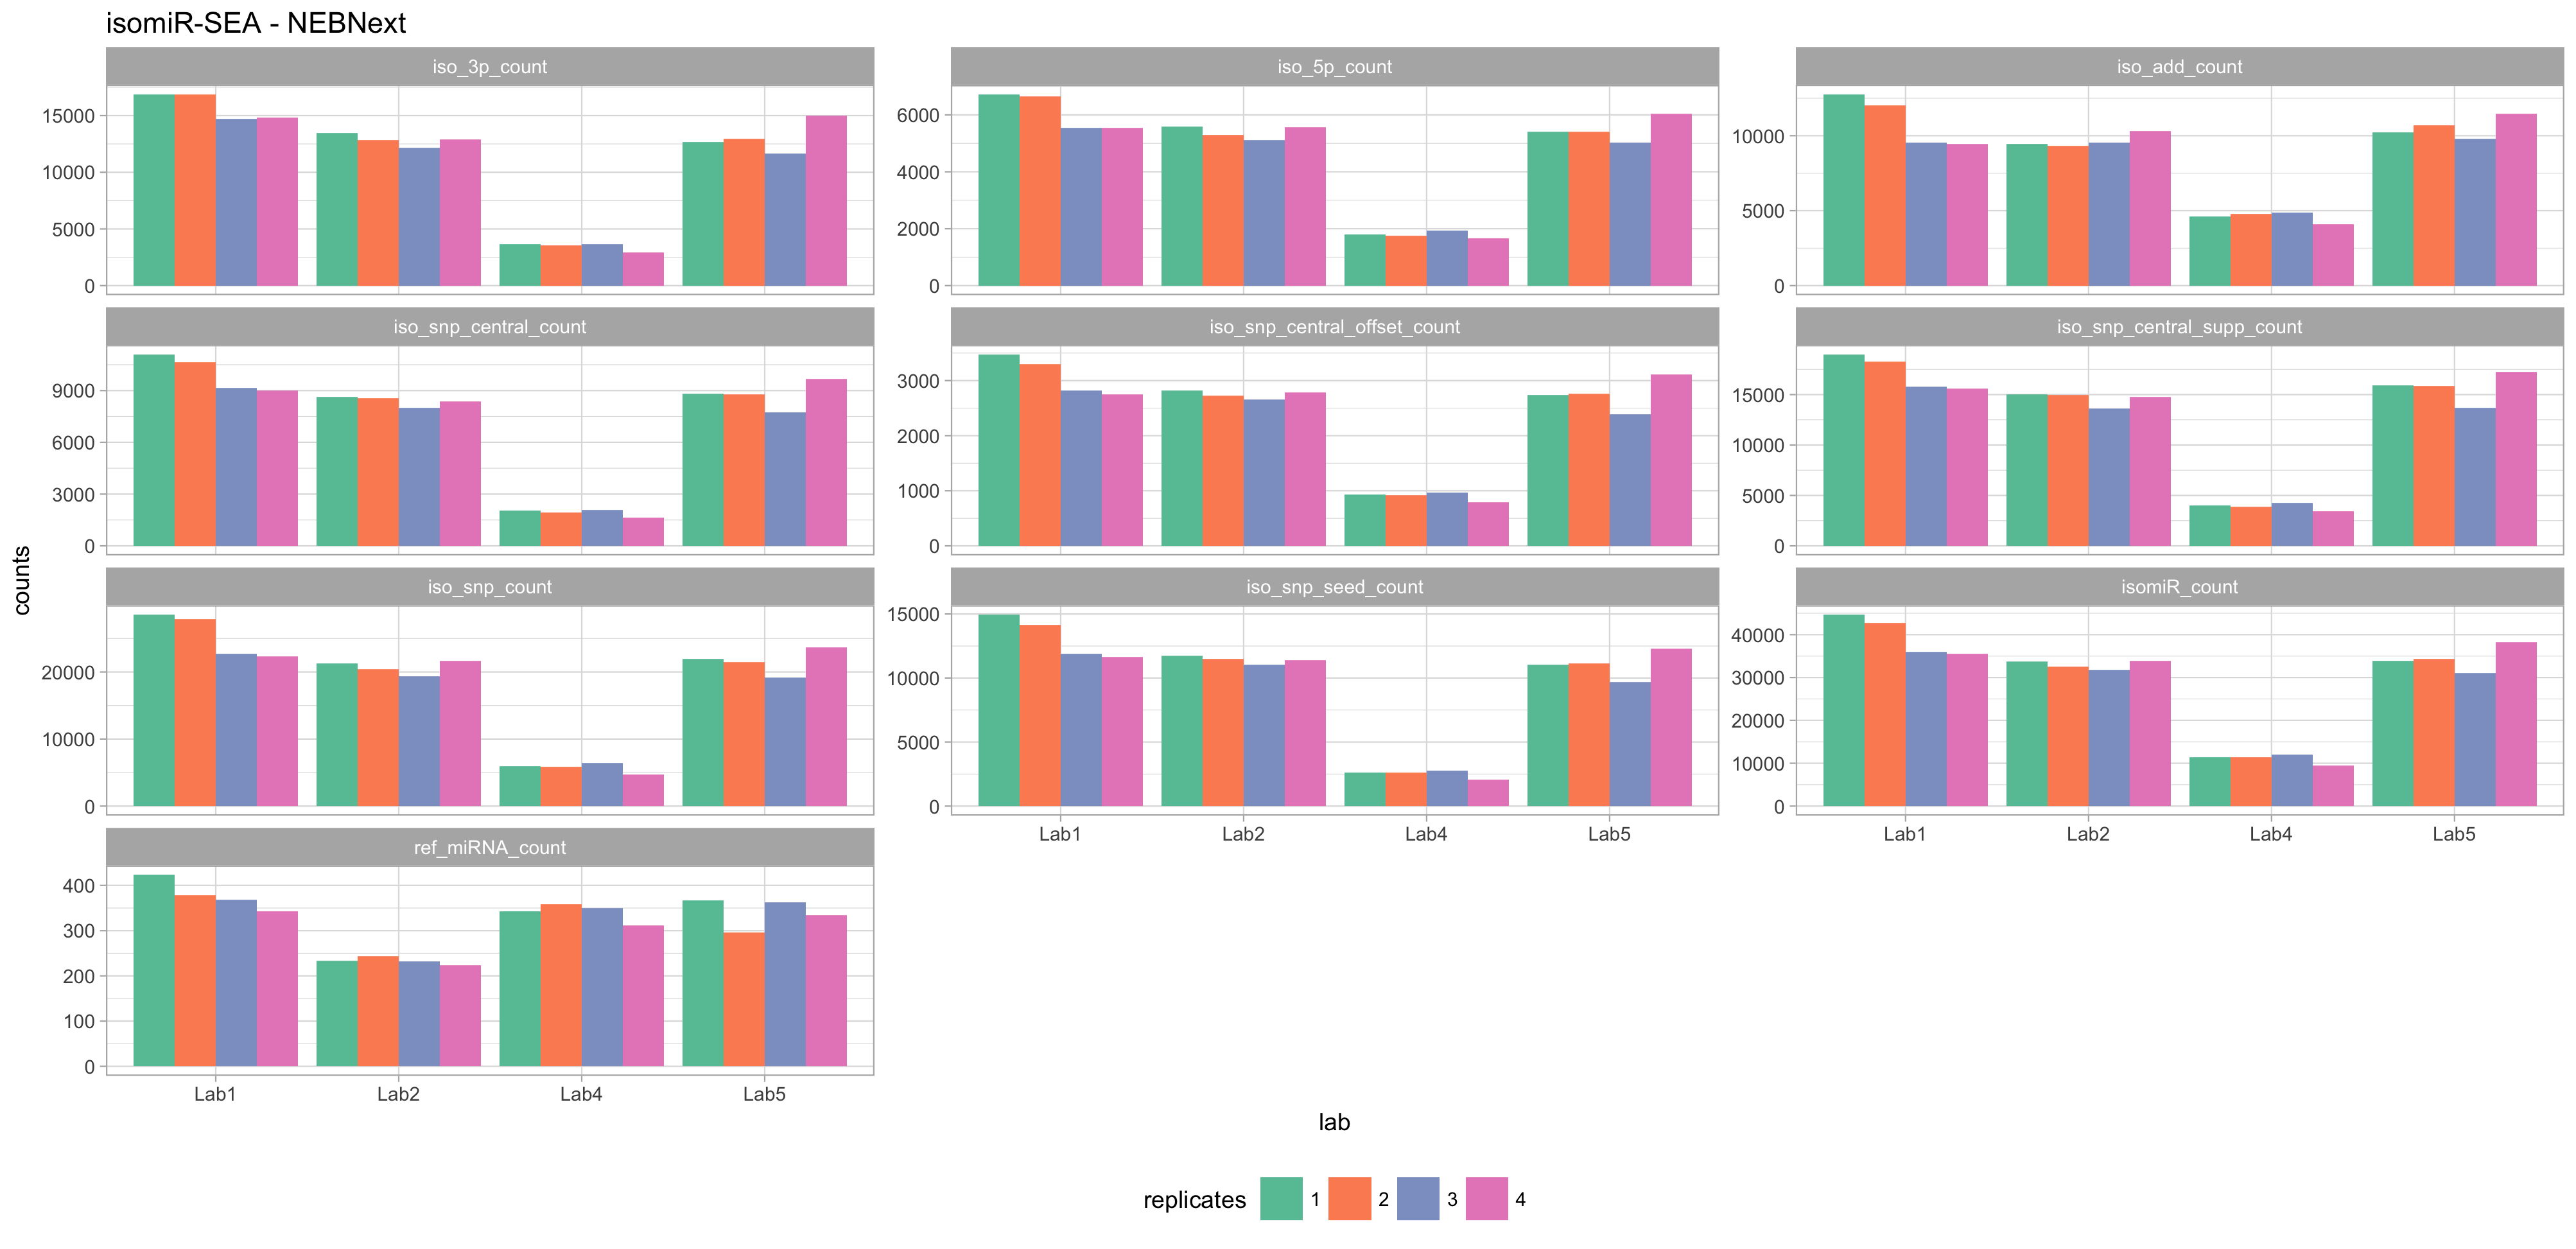 isomiR-SEA - NEBNext
iso_3p_count
iso_5p_count
iso_add_count
15000
10000
5000
0
6000
4000
2000
0
10000
5000
0
iso_snp_central_count
iso_snp_central_offset_count
iso_snp_central_supp_count
9000
6000
3000
0
3000
2000
1000
0
15000
10000
5000
0
iso_snp_count
iso_snp_seed_count
isomiR_count
20000
10000
0
15000
10000
5000
0
40000
30000
20000
10000
0
Lab1 Lab2 Lab4 Lab5
Lab1 Lab2 Lab4 Lab5
ref_miRNA_count
400
300
200
100
0
Lab1 Lab2 Lab4 Lab5
counts
lab
replicates 1 2 3 4